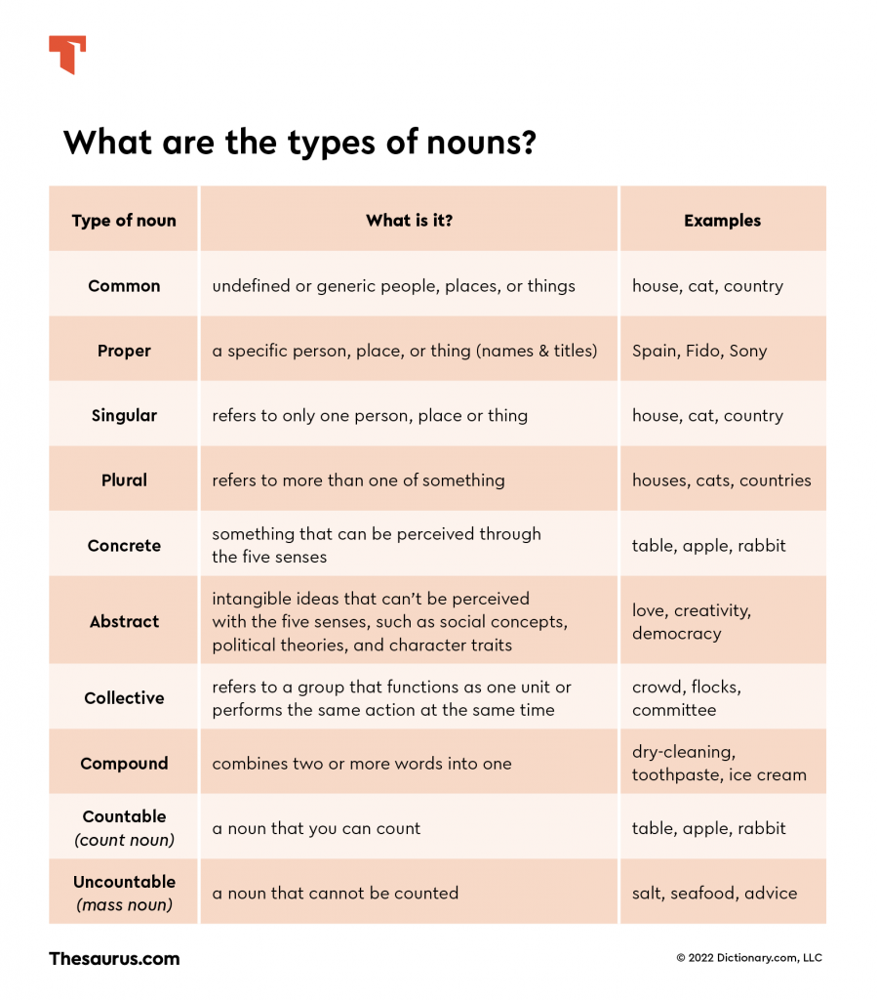 What are the types of nouns?
Type of noun What is it? Examples
Common undefined or generic people, places, or things house, cat, country
Proper a specific person, place, or thing (names & titles) Spain, Fido, Sony
Singular refers to only one person, place or thing house, cat, country
Plural refers to more than one of something houses, cats, countries
Concrete
something that can be perceived through
the five senses
table, apple, rabbit
Abstract
intangible ideas that can't be perceived
with the five senses, such as social concepts,
political theories, and character traits
love, creativity,
democracy
Collective
refers to a group that functions as one unit or
performs the same action at the same time
crowd, flocks,
committee
Compound
combines two or more words into one
dry-cleaning,
toothpaste, ice cream
Countable
(count noun)
a noun that you can count
table, apple, rabbit
Uncountable
(mass noun)
a noun that cannot be counted
salt, seafood, advice
Thesaurus.com
© 2022 Dictionary.com, LLC